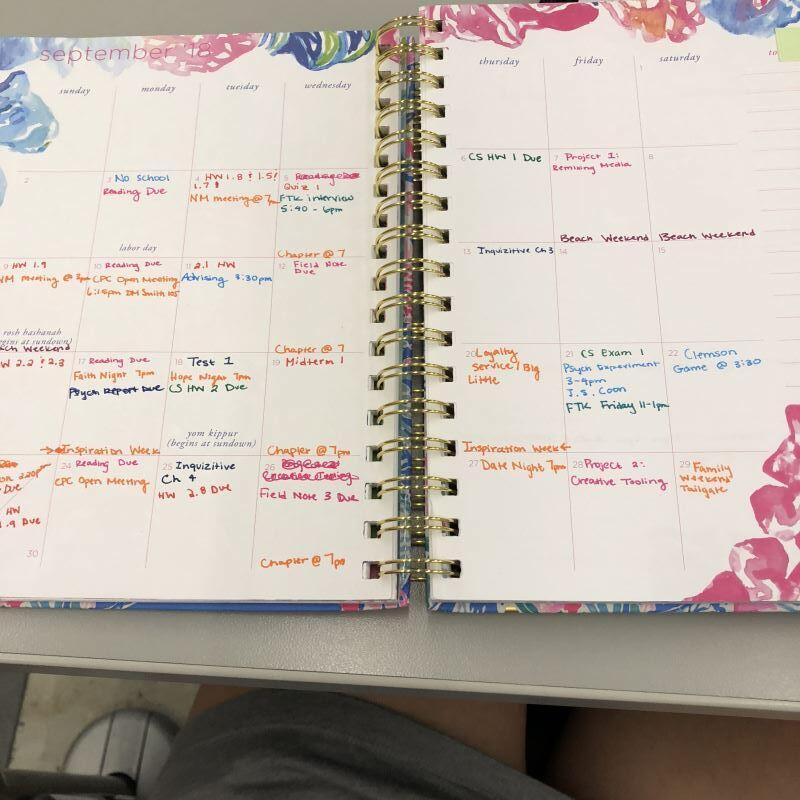 september '18
sunday monday tuesday wednesday thursday friday saturday
1
2
3 No school
Reading Due
labor day
4 HW 1.8 ! 1.5!
1.7!
NM meeting @ 7pm
5
Quiz 1
FTK interview
5:40 - 6pm
Chapter @ 7
6 CS HW 1 Due
7 Project 1:
Remixing Media
Beach Weekend
8
Beach Weekend
9 HW 1.9
NM meeting @
rosh hashanah
(begins at sundown)
Weekend
10 Reading Due
CPC Open Meeting
6:15pm DM Smith 105
11 2.1 HW
Advising 3:30pm
12 Field Note
Due
Chapter @ 7
13 Inquizitive Ch 3
14
15
W 2.2 ! 2.3
17 Reading Due
Faith Night 7pm
Psych Report Due
→Inspiration Week
18 Test 1
Hope Night 7pm
CS HW 2 Due
yom kippur
(begins at sundown)
19 Midterm 1
Chapter @ 7pm
20 Loyalty
Service / Big
Little
Inspiration Week←
21 CS Exam 1
Psych Experiment
3-4pm
J.S. Coon
FTK Friday 11-1pm
22 Clemson
Game @ 3:30
Due
HW
1.9 Due
30
24 Reading Due
CPC Open Meeting
25 Inquizitive
Ch 4
HW 2.8 Due
26
Creative Tooling
Field Note 3 Due
Chapter @ 7pm
27 Date Night 7pm
28 Project 2:
Creative Tooling
29 Family
Weekend
Tailgate